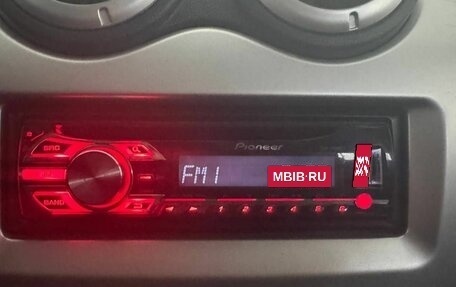 Pioneer
SRC
FM1
MBIB·RU
BAND
1 2 3 4 5 6